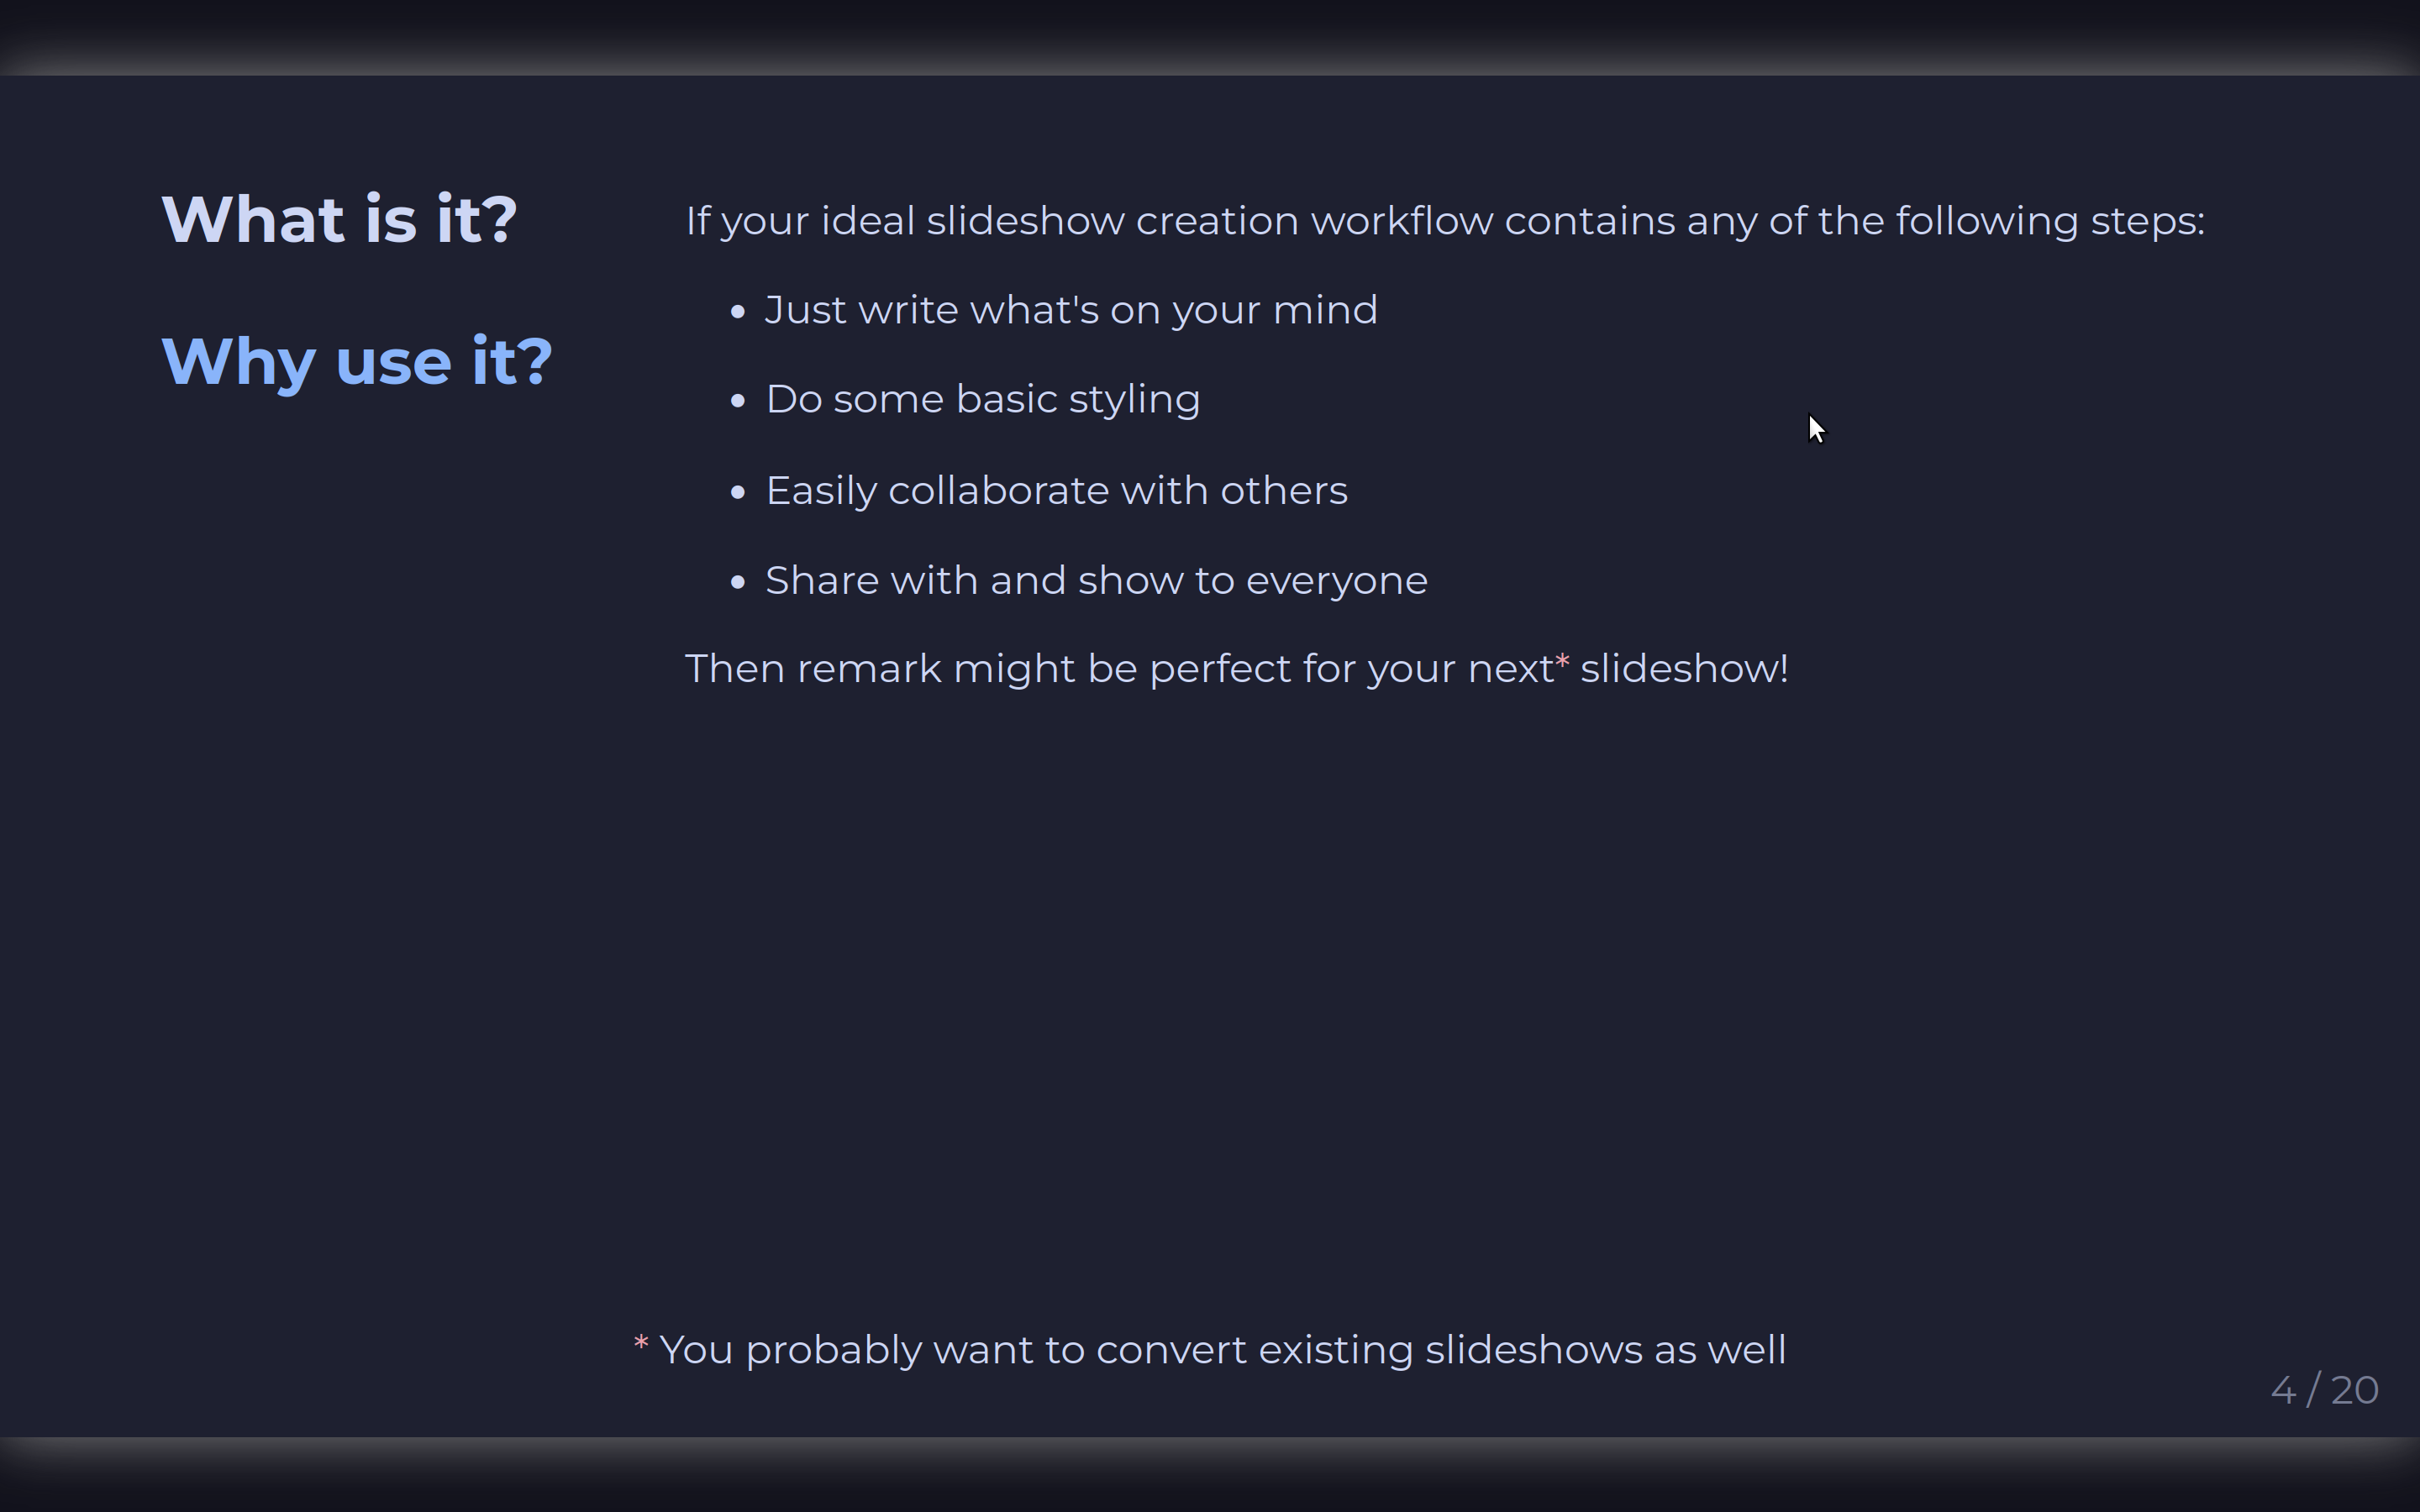 What is it?
Why use it?
If your ideal slideshow creation workflow contains any of the following steps:
• Just write what's on your mind
• Do some basic styling
• Easily collaborate with others
• Share with and show to everyone
Then remark might be perfect for your next* slideshow!
* You probably want to convert existing slideshows as well
4 / 20